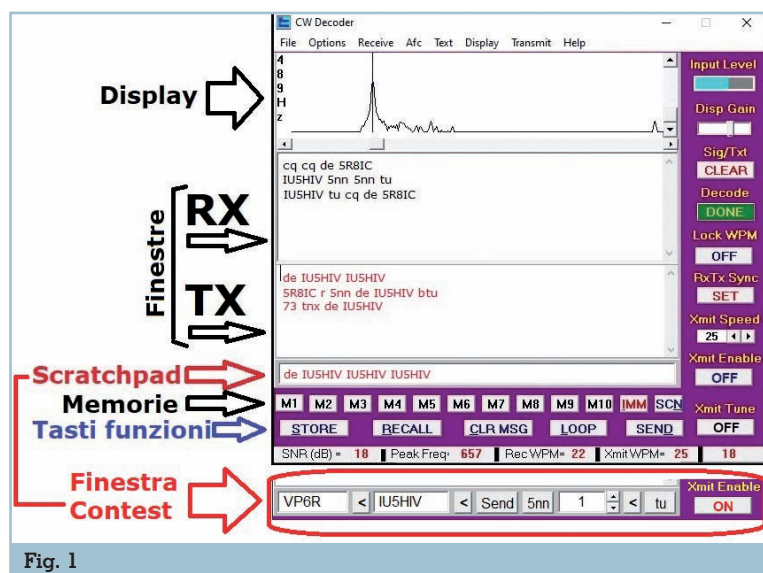 CW Decoder
File Options Receive Afc Text Display Transmit Help
4
8
9
H
z
Display
Input Level
Disp Gain
Sig/Txt
CLEAR
Decode
DONE
Lock WPM
OFF
RxTx Sync
SET
Xmit Speed
25
Xmit Enable
OFF
Xmit Tune
OFF
Finestre
RX
cq cq de 5R8IC
IU5HIV 5nn 5nn tu
IU5HIV tu cq de 5R8IC
TX
de IU5HIV IU5HIV
5R8IC r 5nn de IU5HIV btu
73 tnx de IU5HIV
Scratchpad
de IU5HIV IU5HIV IU5HIV
Memorie
M1 M2 M3 M4 M5 M6 M7 M8 M9 M10 IMM SCN
Tasti funzioni
STORE RECALL CLR MSG LOOP SEND
SNR (dB) = 18 Peak Freq= 657 Rec WPM= 22 Xmit WPM= 25 18
Finestra
Contest
VP6R < IU5HIV < Send 5nn 1 < tu
Xmit Enable
ON
Fig. 1